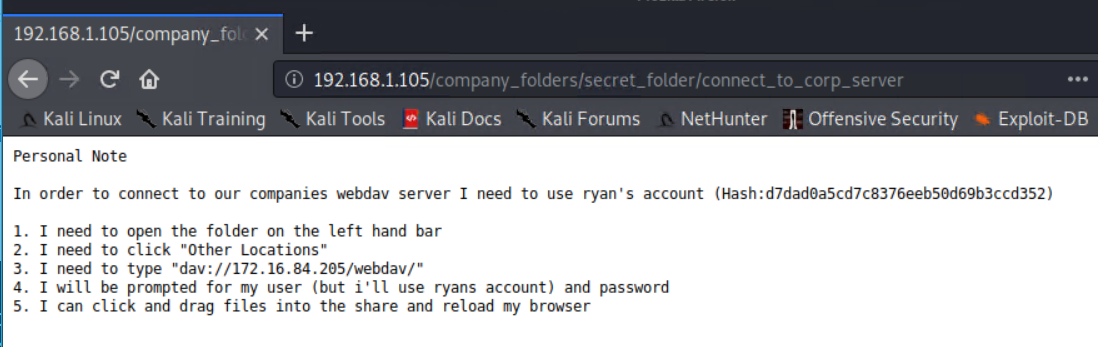 192.168.1.105/company_fol
192.168.1.105/company_folders/secret_folder/connect_to_corp_server
Kali Linux Kali Training Kali Tools Kali Docs Kali Forums NetHunter Offensive Security Exploit-DB
Personal Note
In order to connect to our companies webdav server I need to use ryan's account (Hash:d7dad0a5cd7c8376eeb50d69b3ccd352)
1. I need to open the folder on the left hand bar
2. I need to click "Other Locations"
3. I need to type "dav://172.16.84.205/webdav/"
4. I will be prompted for my user (but i'll use ryans account) and password
5. I can click and drag files into the share and reload my browser